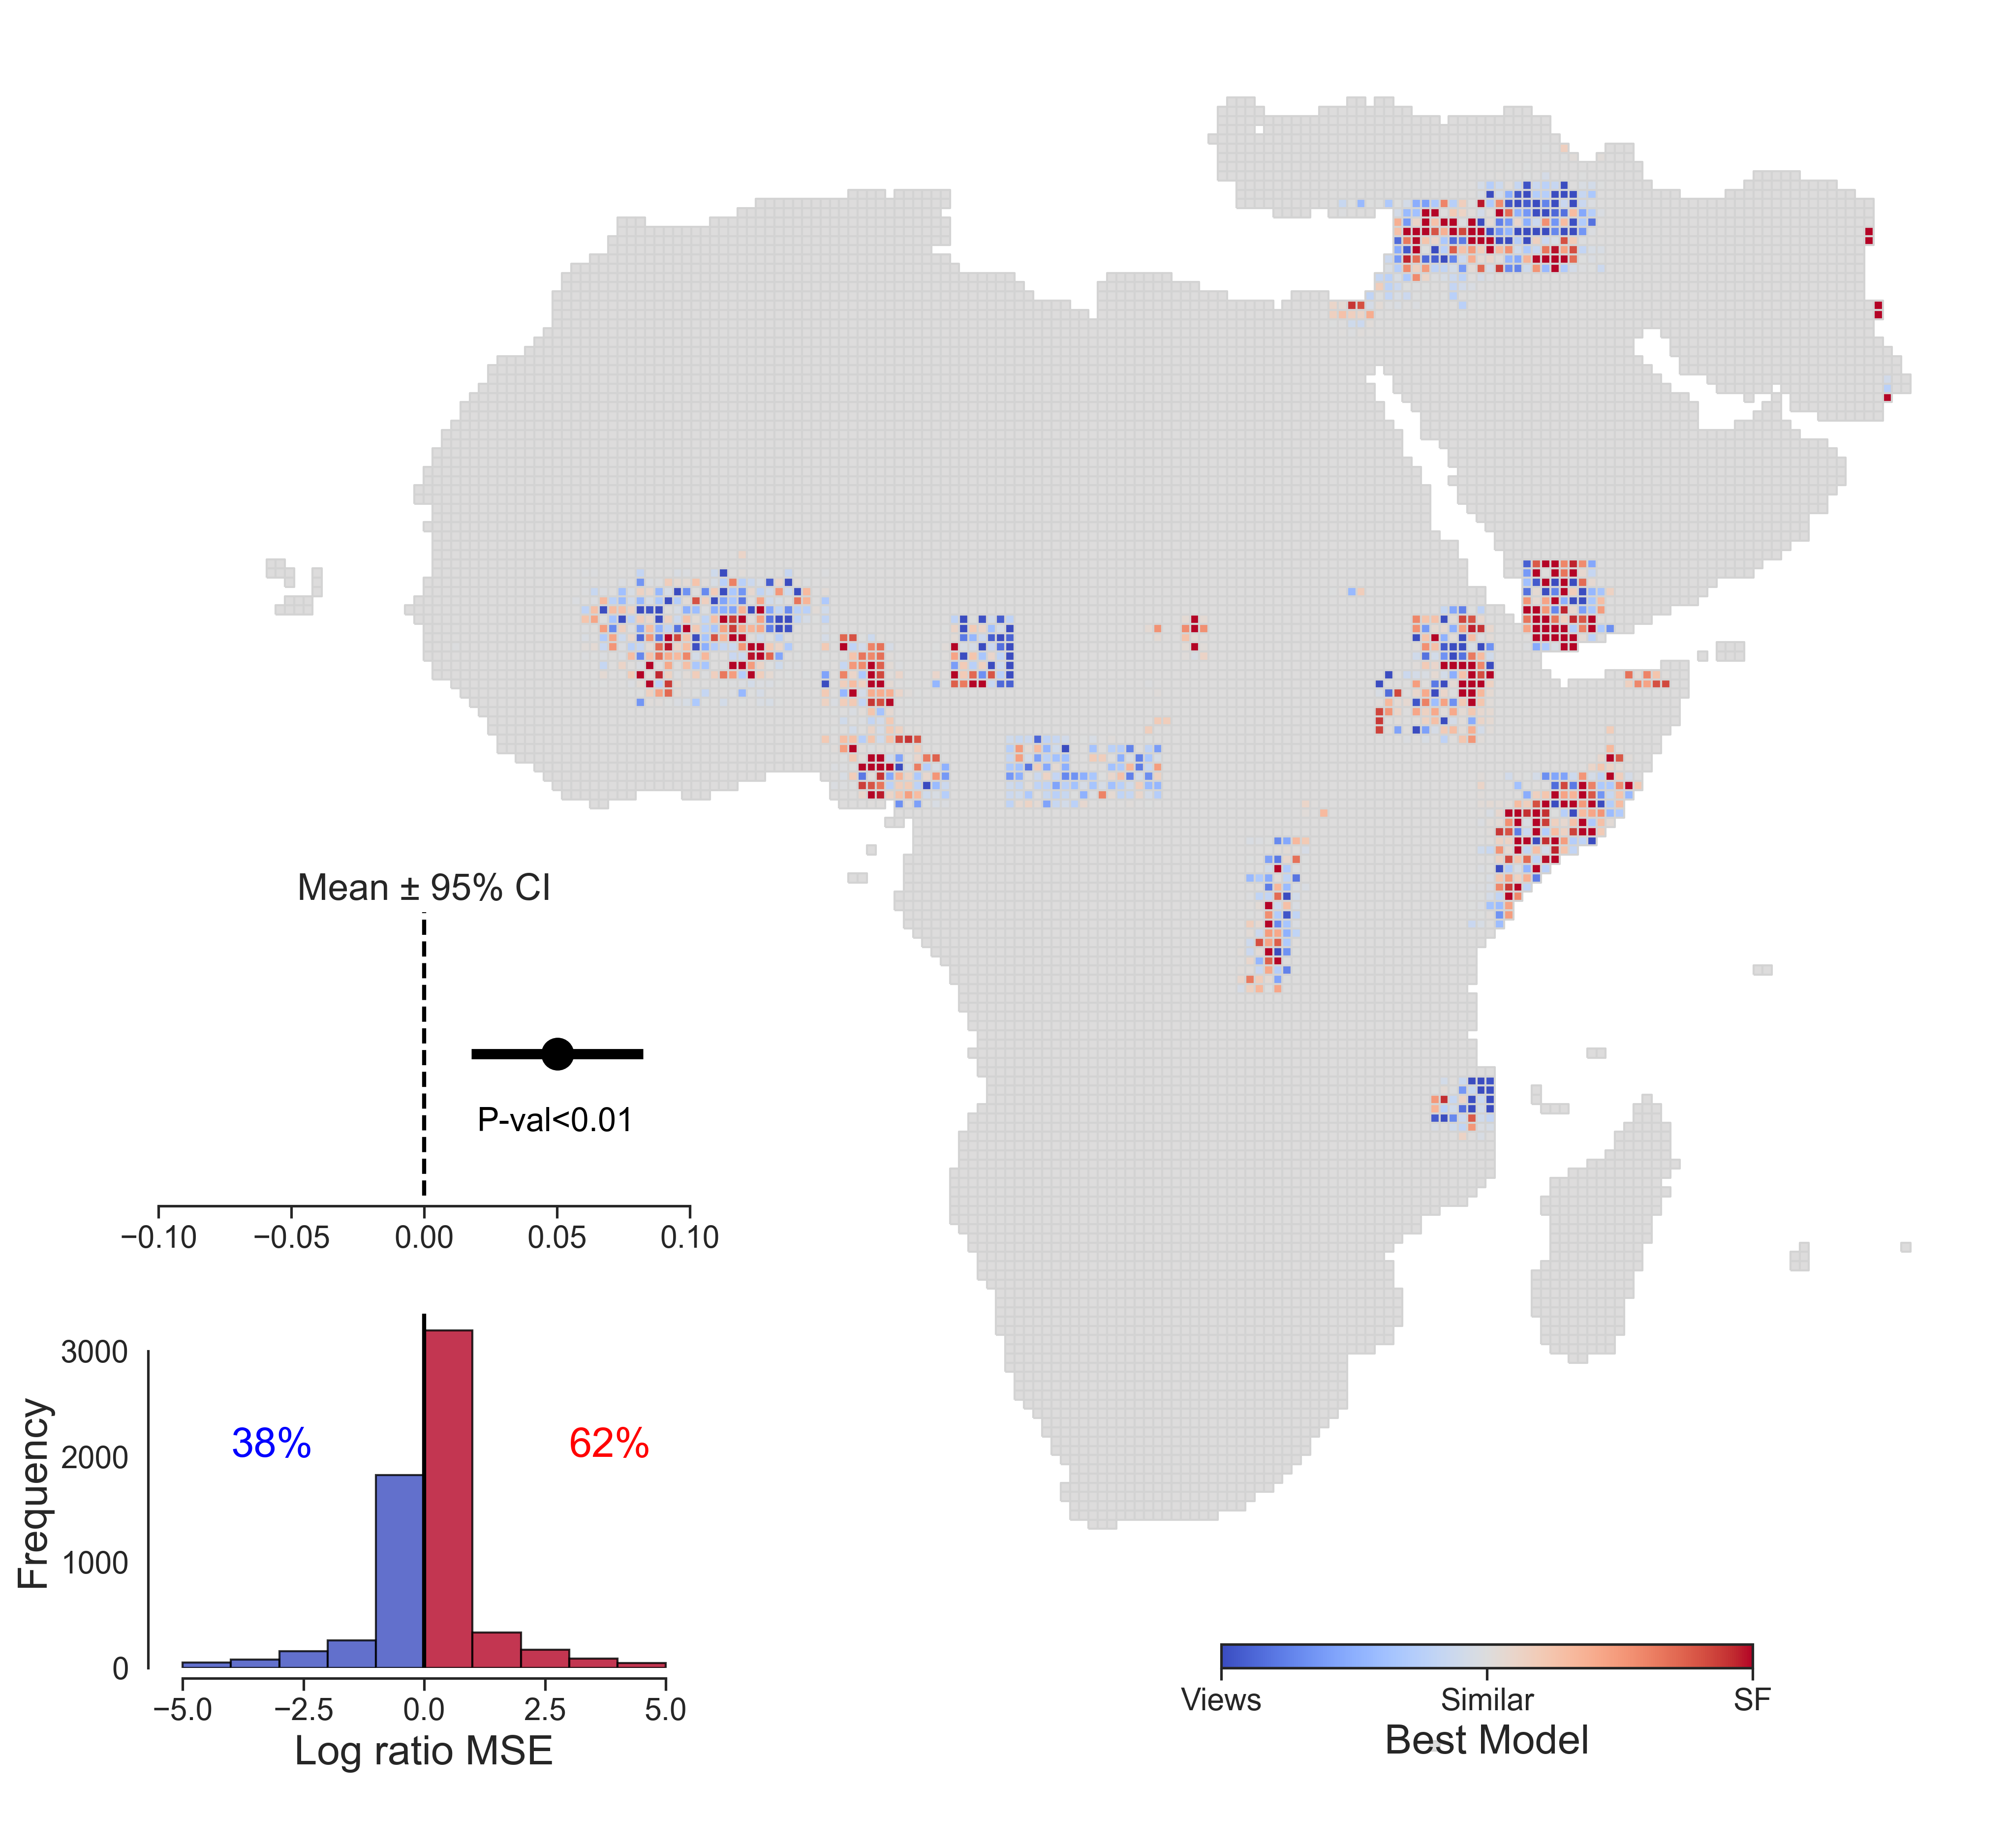 Mean ± 95% CI
P-val<0.01
−0.10 −0.05 0.00 0.05 0.10
3000
2000
1000
0
Frequency
38% 62%
−5.0 −2.5 0.0 2.5 5.0
Log ratio MSE
Views Similar SF
Best Model